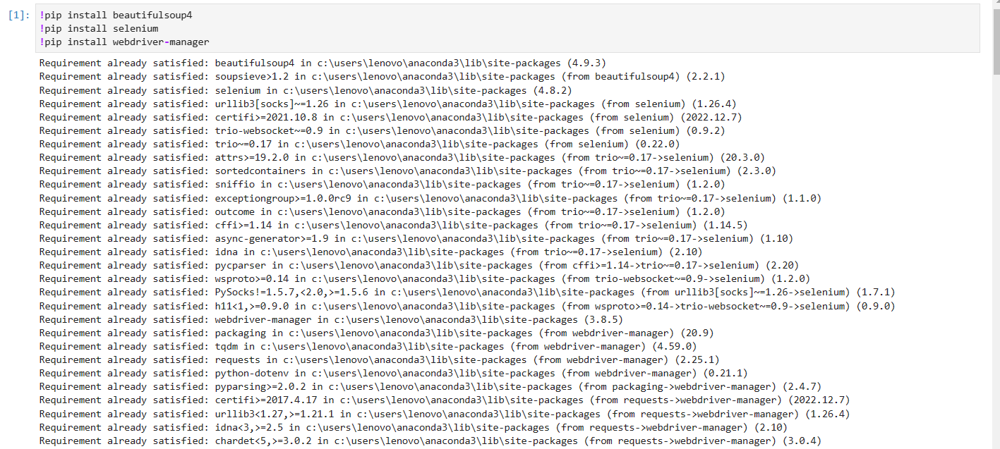 [1]: !pip install beautifulsoup4
!pip install selenium
!pip install webdriver-manager
Requirement already satisfied: beautifulsoup4 in c:\users\lenovo\anaconda3\lib\site-packages (4.9.3)
Requirement already satisfied: soupsieve>1.2 in c:\users\lenovo\anaconda3\lib\site-packages (from beautifulsoup4) (2.2.1)
Requirement already satisfied: selenium in c:\users\lenovo\anaconda3\lib\site-packages (4.8.2)
Requirement already satisfied: urllib3[socks]~=1.26 in c:\users\lenovo\anaconda3\lib\site-packages (from selenium) (1.26.4)
Requirement already satisfied: certifi>=2021.10.8 in c:\users\lenovo\anaconda3\lib\site-packages (from selenium) (2022.12.7)
Requirement already satisfied: trio-websocket~=0.9 in c:\users\lenovo\anaconda3\lib\site-packages (from selenium) (0.9.2)
Requirement already satisfied: trio~=0.17 in c:\users\lenovo\anaconda3\lib\site-packages (from selenium) (0.22.0)
Requirement already satisfied: attrs>=19.2.0 in c:\users\lenovo\anaconda3\lib\site-packages (from trio~=0.17->selenium) (20.3.0)
Requirement already satisfied: sortedcontainers in c:\users\lenovo\anaconda3\lib\site-packages (from trio~=0.17->selenium) (2.3.0)
Requirement already satisfied: sniffio in c:\users\lenovo\anaconda3\lib\site-packages (from trio~=0.17->selenium) (1.2.0)
Requirement already satisfied: exceptiongroup>=1.0.0rc9 in c:\users\lenovo\anaconda3\lib\site-packages (from trio~=0.17->selenium) (1.1.0)
Requirement already satisfied: outcome in c:\users\lenovo\anaconda3\lib\site-packages (from trio~=0.17->selenium) (1.2.0)
Requirement already satisfied: cffi>=1.14 in c:\users\lenovo\anaconda3\lib\site-packages (from trio~=0.17->selenium) (1.14.5)
Requirement already satisfied: async-generator>=1.9 in c:\users\lenovo\anaconda3\lib\site-packages (from trio~=0.17->selenium) (1.10)
Requirement already satisfied: idna in c:\users\lenovo\anaconda3\lib\site-packages (from trio~=0.17->selenium) (2.10)
Requirement already satisfied: pycparser in c:\users\lenovo\anaconda3\lib\site-packages (from cffi>=1.14->trio~=0.17->selenium) (2.20)
Requirement already satisfied: wsproto>=0.14 in c:\users\lenovo\anaconda3\lib\site-packages (from trio-websocket~=0.9->selenium) (1.2.0)
Requirement already satisfied: PySocks!=1.5.7,<2.0,>=1.5.6 in c:\users\lenovo\anaconda3\lib\site-packages (from urllib3[socks]~=1.26->selenium) (1.7.1)
Requirement already satisfied: h11<1,>=0.9.0 in c:\users\lenovo\anaconda3\lib\site-packages (from wsproto>=0.14->trio-websocket~=0.9->selenium) (0.9.0)
Requirement already satisfied: webdriver-manager in c:\users\lenovo\anaconda3\lib\site-packages (3.8.5)
Requirement already satisfied: packaging in c:\users\lenovo\anaconda3\lib\site-packages (from webdriver-manager) (20.9)
Requirement already satisfied: tqdm in c:\users\lenovo\anaconda3\lib\site-packages (from webdriver-manager) (4.59.0)
Requirement already satisfied: requests in c:\users\lenovo\anaconda3\lib\site-packages (from webdriver-manager) (2.25.1)
Requirement already satisfied: python-dotenv in c:\users\lenovo\anaconda3\lib\site-packages (from webdriver-manager) (0.21.1)
Requirement already satisfied: pyparsing>=2.0.2 in c:\users\lenovo\anaconda3\lib\site-packages (from packaging->webdriver-manager) (2.4.7)
Requirement already satisfied: certifi>=2017.4.17 in c:\users\lenovo\anaconda3\lib\site-packages (from requests->webdriver-manager) (2022.12.7)
Requirement already satisfied: urllib3<1.27,>=1.21.1 in c:\users\lenovo\anaconda3\lib\site-packages (from requests->webdriver-manager) (1.26.4)
Requirement already satisfied: idna<3,>=2.5 in c:\users\lenovo\anaconda3\lib\site-packages (from requests->webdriver-manager) (2.10)
Requirement already satisfied: chardet<5,>=3.0.2 in c:\users\lenovo\anaconda3\lib\site-packages (from requests->webdriver-manager) (3.0.4)